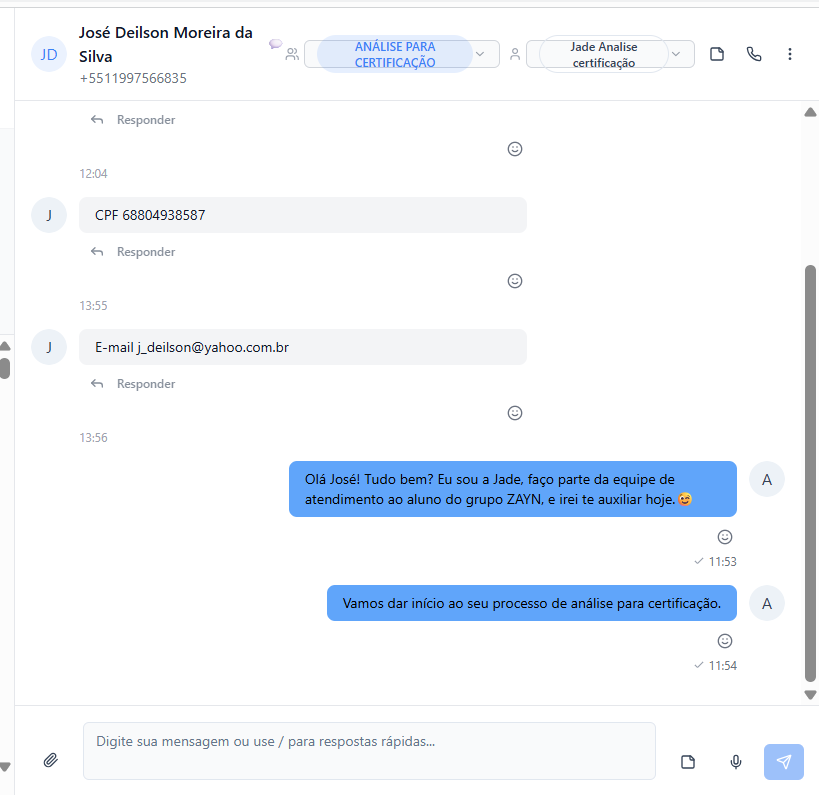 JD
José Deilson Moreira da
Silva
+5511997566835
ANÁLISE PARA
CERTIFICAÇÃO
Jade Analise
certificação
Responder
12:04
J
CPF 68804938587
Responder
13:55
J
E-mail j_deilson@yahoo.com.br
Responder
13:56
Olá José! Tudo bem? Eu sou a Jade, faço parte da equipe de
atendimento ao aluno do grupo ZAYN, e irei te auxiliar hoje.😉
A
11:53
Vamos dar início ao seu processo de análise para certificação.
A
11:54
Digite sua mensagem ou use / para respostas rápidas...